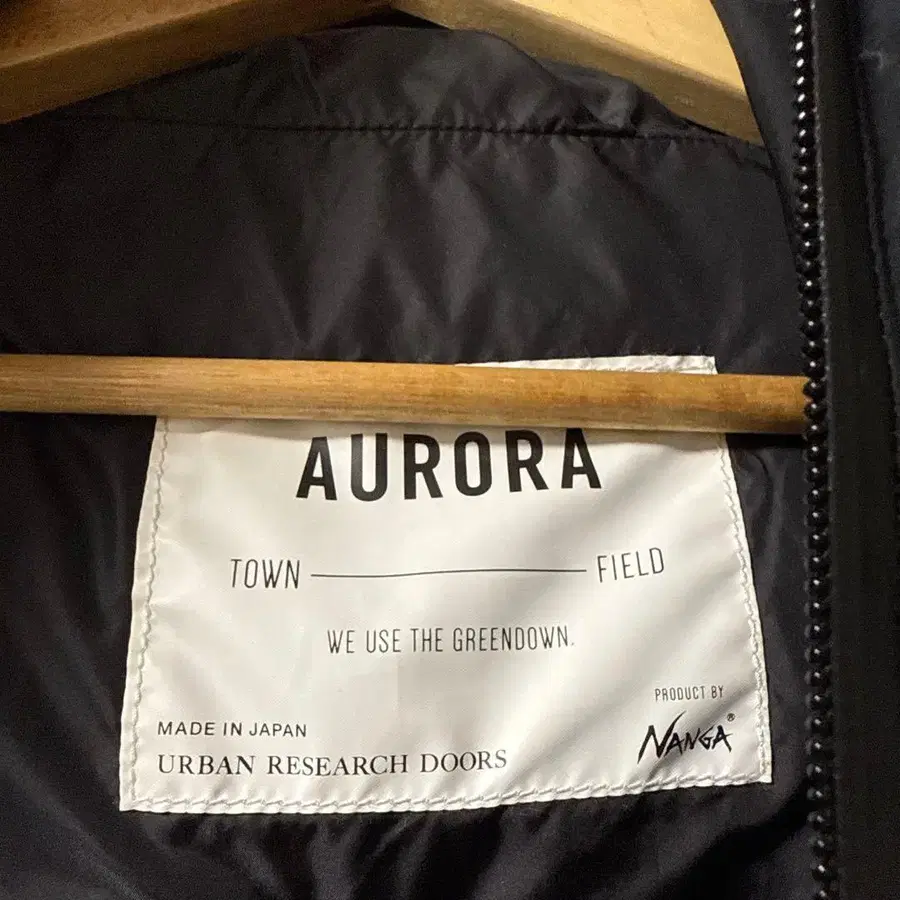 AURORA
TOWN FIELD
WE USE THE GREENDOWN.
PRODUCT BY
NANGA®
MADE IN JAPAN
URBAN RESEARCH DOORS